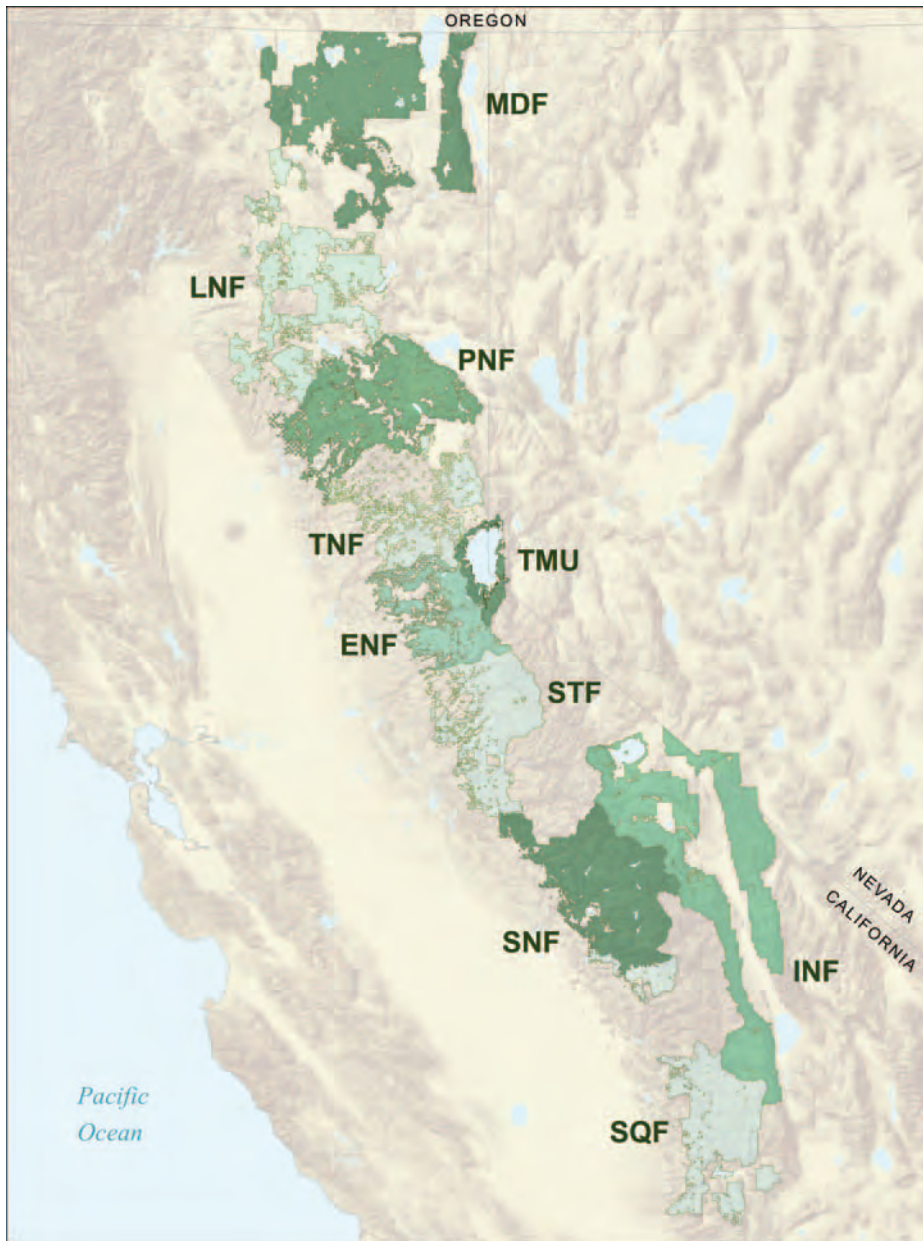 OREGON
MDF
LNF
PNF
TNF
TMU
ENF
STF
NEVADA
CALIFORNIA
SNF
INF
Pacific
Ocean
SQF